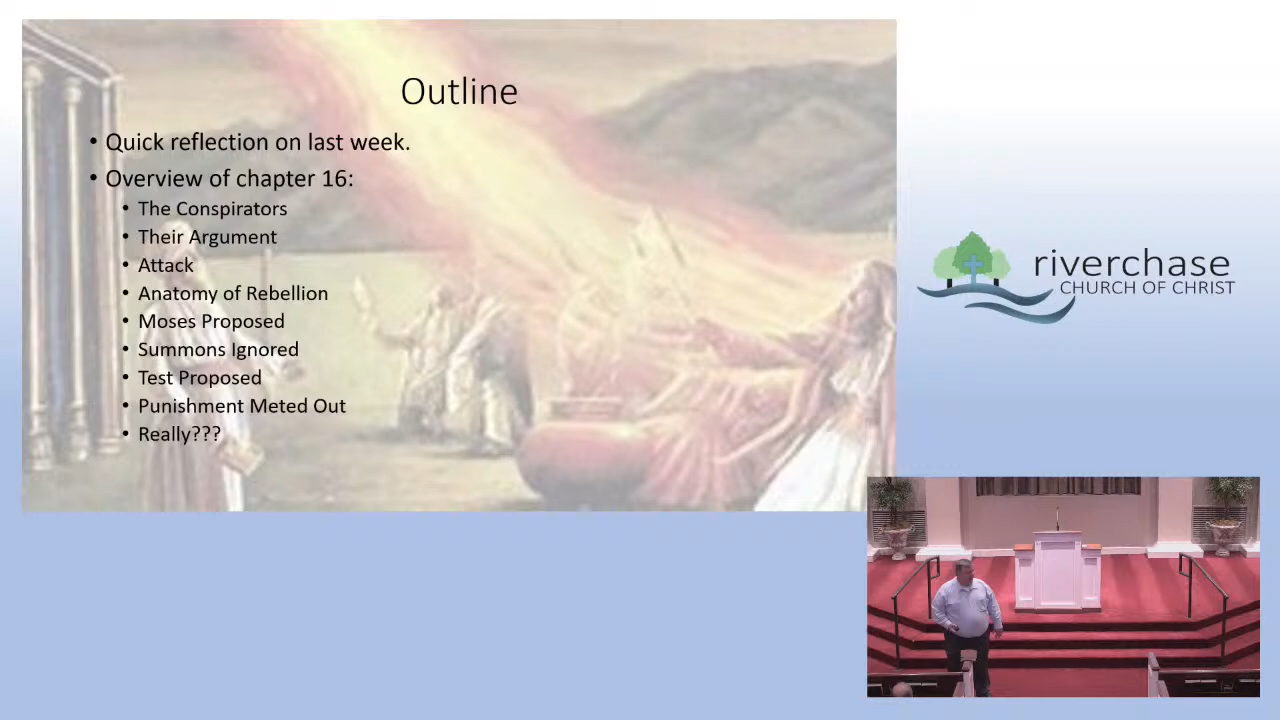 Outline
• Quick reflection on last week.
• Overview of chapter 16:
• The Conspirators
• Their Argument
• Attack
• Anatomy of Rebellion
• Moses Proposed
• Summons Ignored
• Test Proposed
• Punishment Meted Out
• Really???
riverchase
CHURCH OF CHRIST